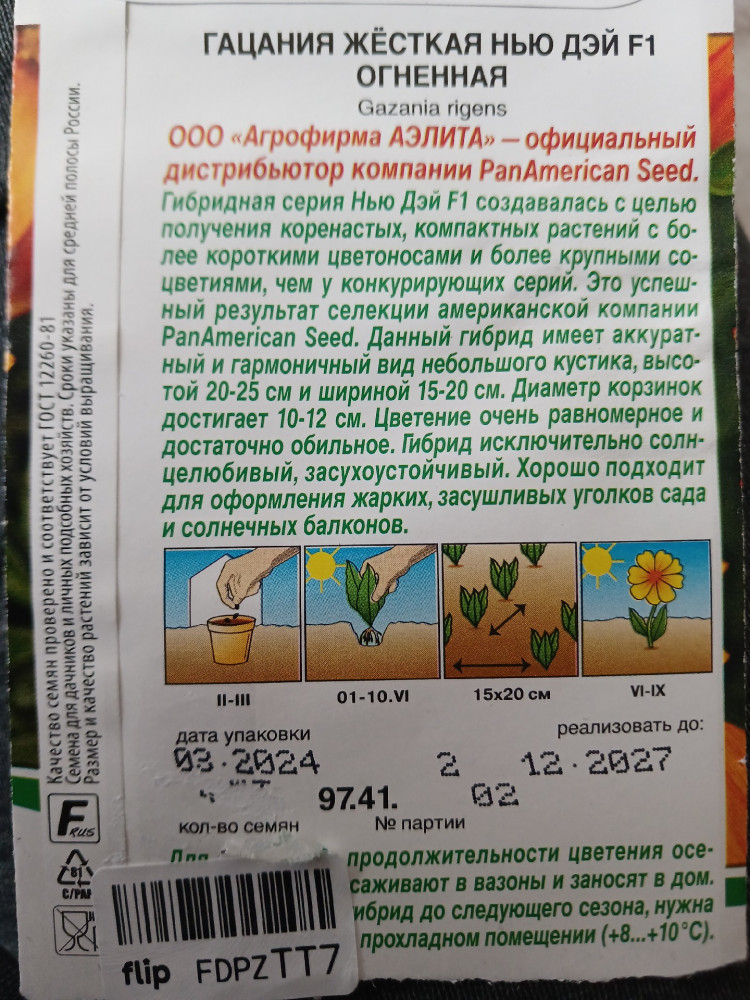 ГАЦАНИЯ ЖЁСТКАЯ НЬЮ ДЭЙ F1
ОГНЕННАЯ
Gazania rigens
ООО «Агрофирма АЭЛИТА» – официальный
дистрибьютор компании PanAmerican Seed.
Гибридная серия Нью Дэй F1 создавалась с целью
получения коренастых, компактных растений с бо-
лее короткими цветоносами и более крупными со-
цветиями, чем у конкурирующих серий. Это успеш-
ный результат селекции американской компании
PanAmerican Seed. Данный гибрид имеет аккурат-
ный и гармоничный вид небольшого кустика, высо-
той 20-25 см и шириной 15-20 см. Диаметр корзинок
достигает 10-12 см. Цветение очень равномерное и
достаточно обильное. Гибрид исключительно солн-
целюбивый, засухоустойчивый. Хорошо подходит
для оформления жарких, засушливых уголков сада
и солнечных балконов.
II-III
01-10.VI
15x20 см
VI-IX
дата упаковки
реализовать до:
03.2024 2 12.2027
97.41. 02
кол-во семян № партии
Для продолжительности цветения осе-
саживают в вазоны и заносят в дом.
ибрид до следующего сезона, нужна
прохладном помещении (+8...+10°С).
Качество семян проверено и соответствует ГОСТ 12260-81
Семена для дачников и личных подсобных хозяйств. Сроки указаны для средней полосы России.
Размер и качество растений зависит от условий выращивания.
F RUS
81
C/PAP
flip FDPZTT7